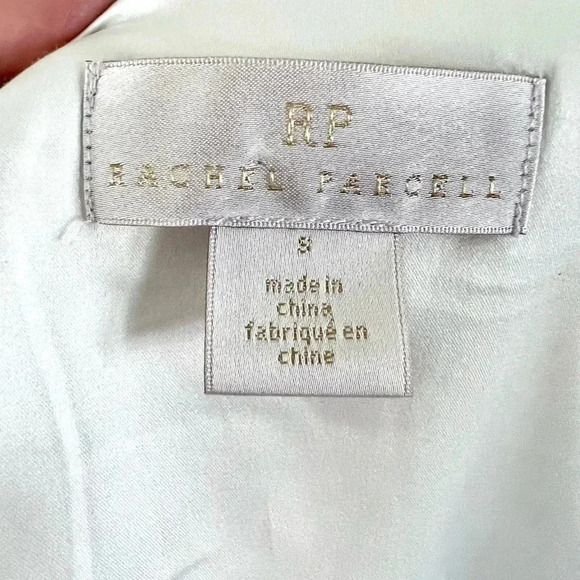 RP
RACHEL PARCELL
S
made in
china
fabriqué en
chine